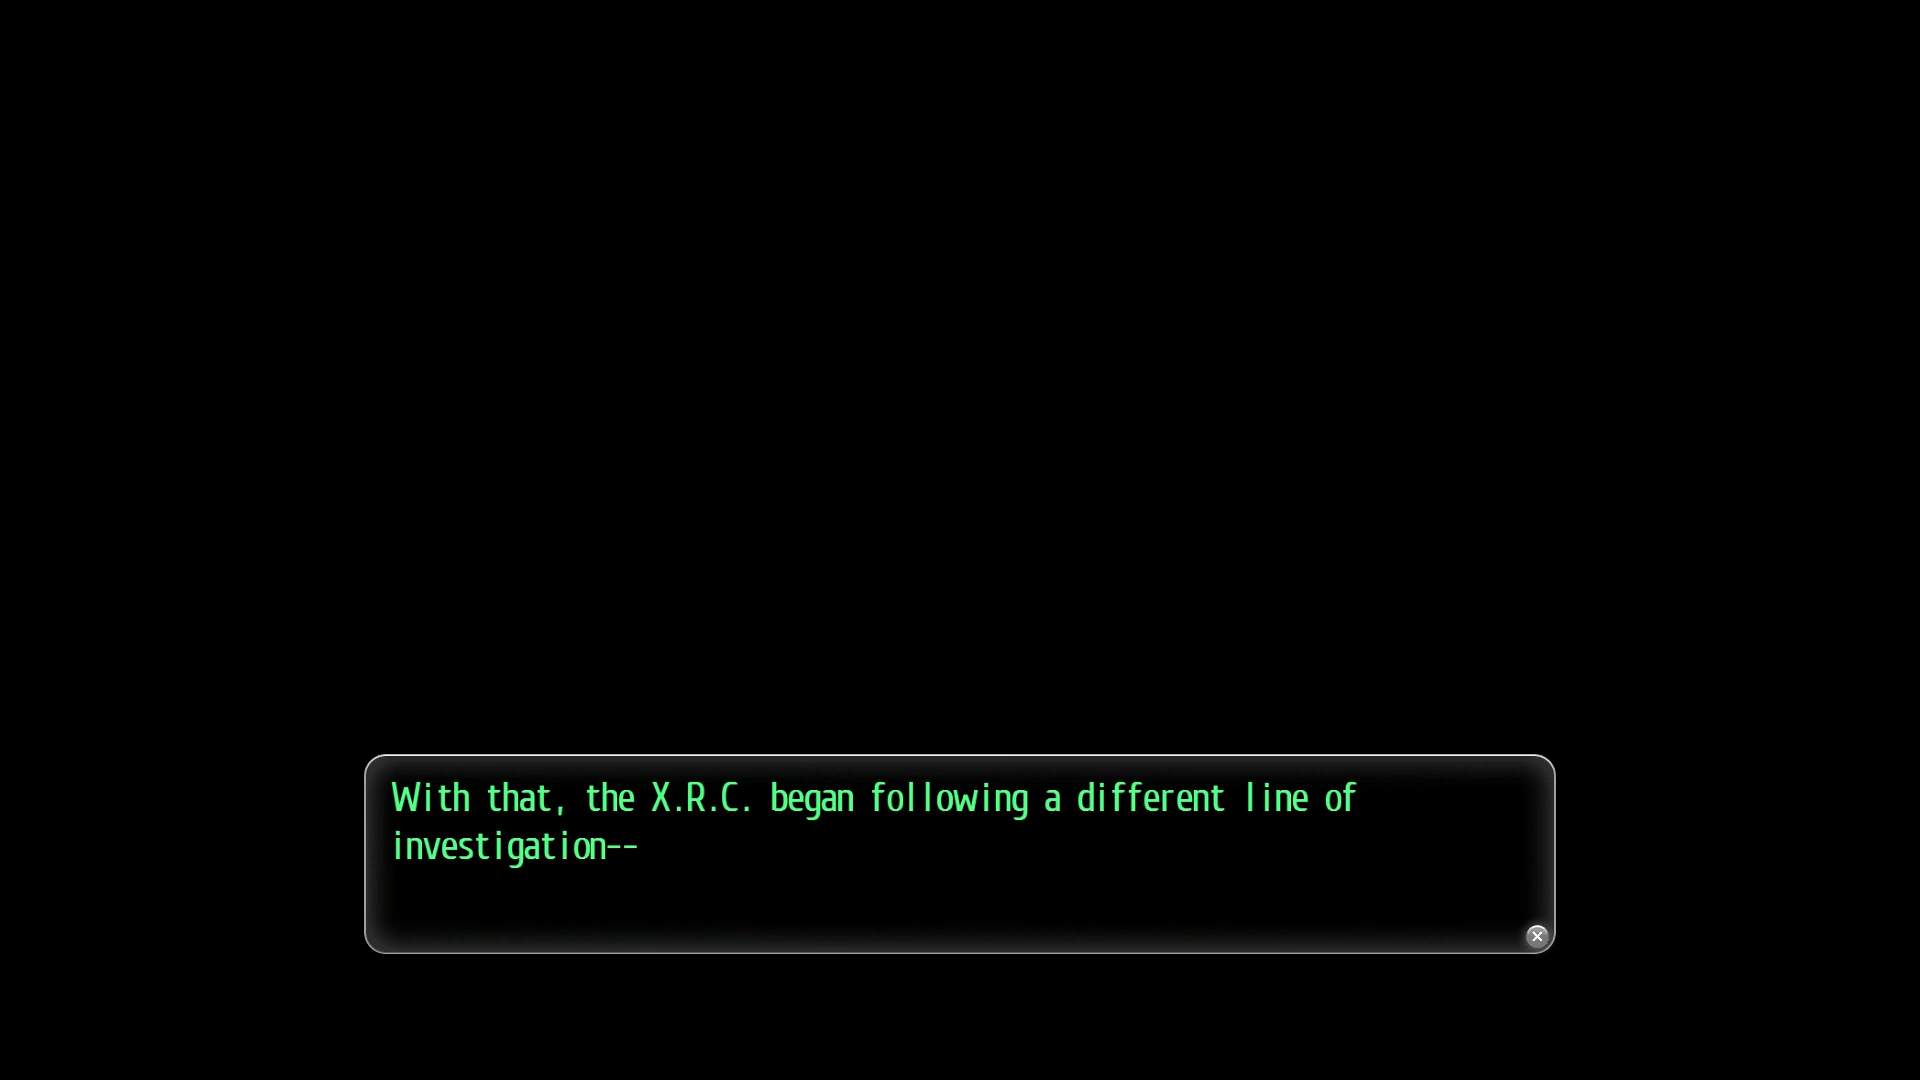 With that, the X.R.C. began following a different line of
investigation--